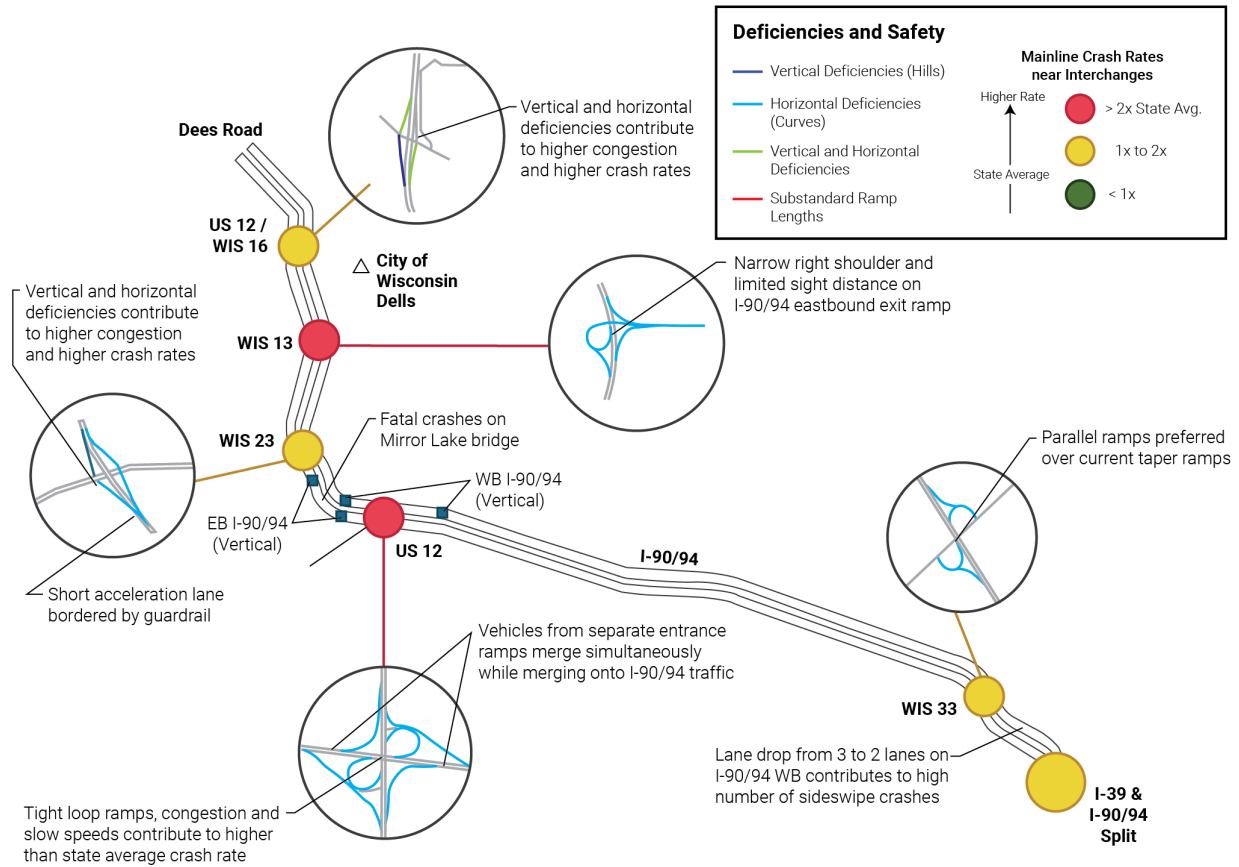 Deficiencies and Safety
Vertical Deficiencies (Hills)
Horizontal Deficiencies
(Curves)
Vertical and Horizontal
Deficiencies
Substandard Ramp
Lengths
Mainline Crash Rates
near Interchanges
Higher Rate
State Average
> 2x State Avg.
1x to 2x
< 1x
Dees Road
Vertical and horizontal
deficiencies contribute
to higher congestion
and higher crash rates
US 12 /
WIS 16
City of
Wisconsin
Dells
Narrow right shoulder and
limited sight distance on
I-90/94 eastbound exit ramp
Vertical and horizontal
deficiencies contribute
to higher congestion
and higher crash rates
WIS 13
WIS 23
Fatal crashes on
Mirror Lake bridge
WB I-90/94
(Vertical)
EB I-90/94
(Vertical)
US 12
I-90/94
Parallel ramps preferred
over current taper ramps
Short acceleration lane
bordered by guardrail
Vehicles from separate entrance
ramps merge simultaneously
while merging onto I-90/94 traffic
WIS 33
Lane drop from 3 to 2 lanes on
I-90/94 WB contributes to high
number of sideswipe crashes
I-39 &
I-90/94
Split
Tight loop ramps, congestion and
slow speeds contribute to higher
than state average crash rate